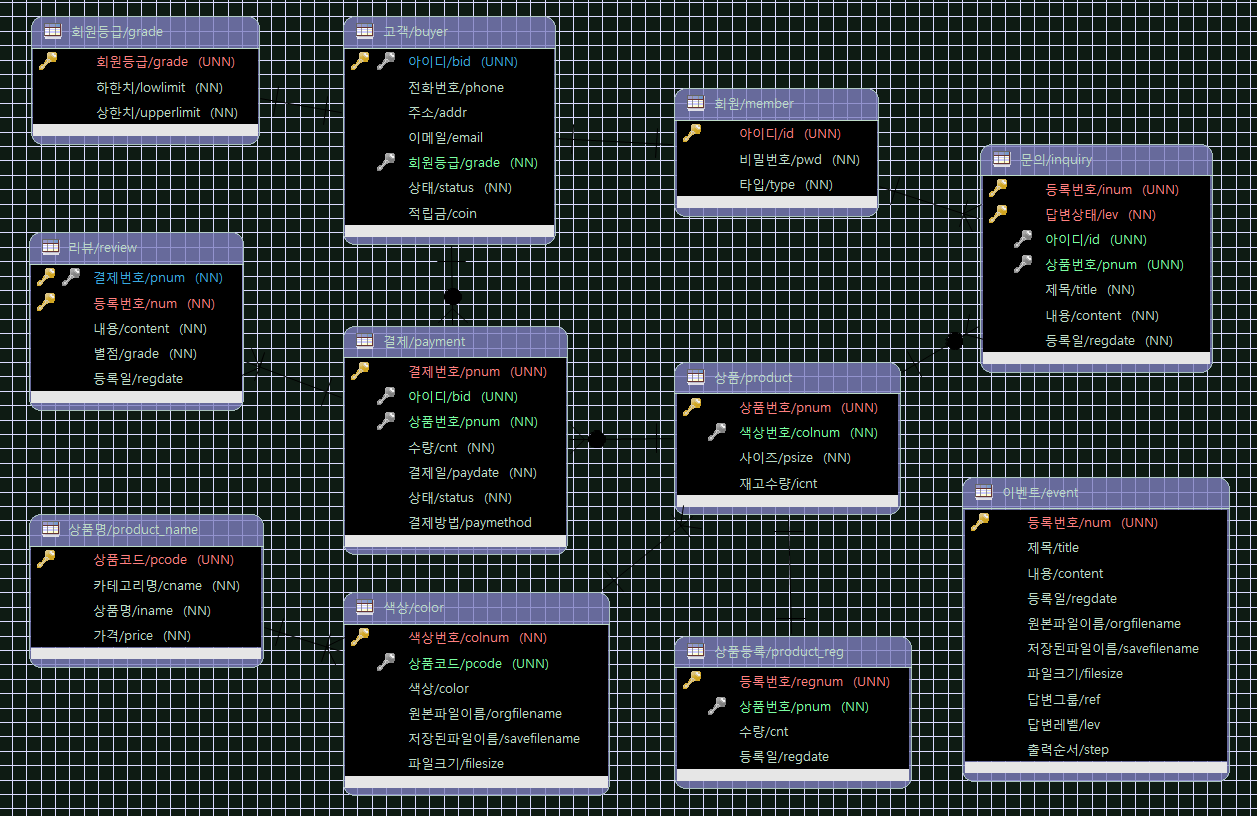 회원등급/grade
회원등급/grade (UNN)
하한치/lowlimit (NN)
상한치/upperlimit (NN)
고객/buyer
아이디/bid (UNN)
전화번호/phone
주소/addr
이메일/email
회원등급/grade (NN)
상태/status (NN)
적립금/coin
회원/member
아이디/id (UNN)
비밀번호/pwd (NN)
타입/type (NN)
문의/inquiry
등록번호/inum (UNN)
답변상태/lev (NN)
아이디/id (UNN)
상품번호/pnum (UNN)
제목/title (NN)
내용/content (NN)
등록일/regdate (NN)
리뷰/review
결제번호/pnum (NN)
등록번호/num (NN)
내용/content (NN)
별점/grade (NN)
등록일/regdate
결제/payment
결제번호/pnum (UNN)
아이디/bid (UNN)
상품번호/pnum (NN)
수량/cnt (NN)
결제일/paydate (NN)
상태/status (NN)
결제방법/paymethod
상품/product
상품번호/pnum (UNN)
색상번호/colnum (NN)
사이즈/psize (NN)
재고수량/icnt
이벤트/event
등록번호/num (UNN)
제목/title
내용/content
등록일/regdate
원본파일이름/orgfilename
저장된파일이름/savefilename
파일크기/filesize
답변그룹/ref
답변레벨/lev
출력순서/step
상품명/product_name
상품코드/pcode (UNN)
카테고리명/cname (NN)
상품명/iname (NN)
가격/price (NN)
색상/color
색상번호/colnum (NN)
상품코드/pcode (UNN)
색상/color
원본파일이름/orgfilename
저장된파일이름/savefilename
파일크기/filesize
상품등록/product_reg
등록번호/regnum (UNN)
상품번호/pnum (NN)
수량/cnt
등록일/regdate